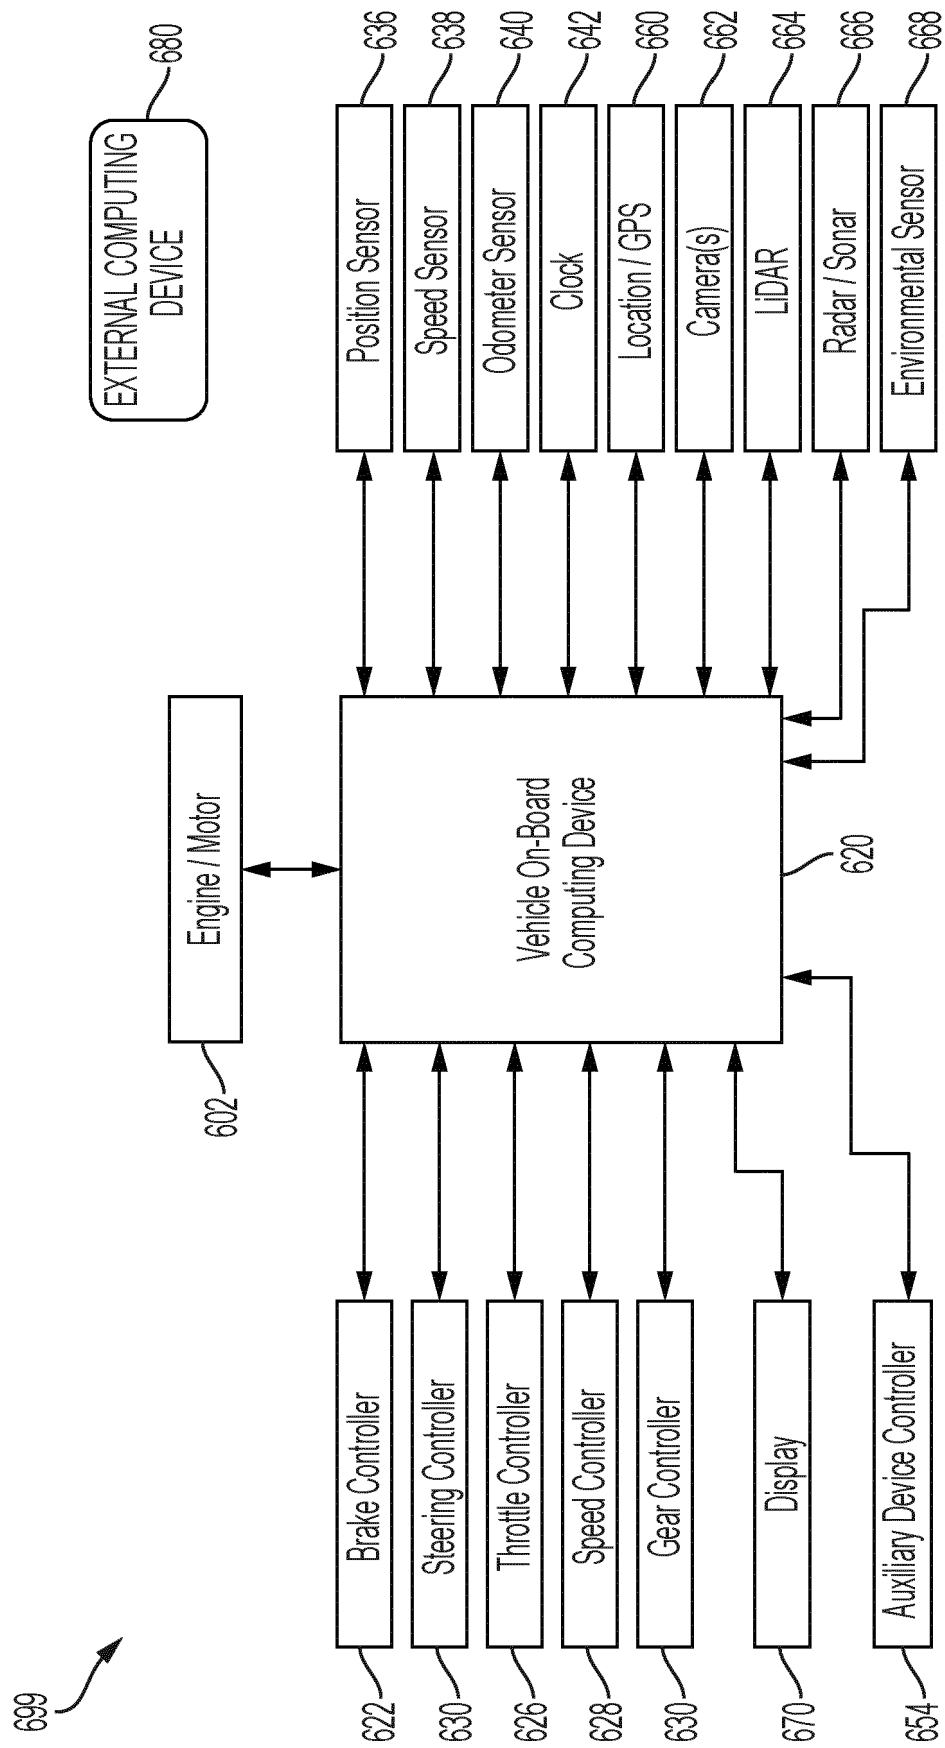 699
602
Engine / Motor
EXTERNAL COMPUTING
DEVICE
680
622
Brake Controller
630
Steering Controller
626
Throttle Controller
628
Speed Controller
630
Gear Controller
670
Display
654
Auxiliary Device Controller
Vehicle On-Board
Computing Device
620
Position Sensor
636
Speed Sensor
638
Odometer Sensor
640
Clock
642
Location / GPS
660
Camera(s)
662
LiDAR
664
Radar / Sonar
666
Environmental Sensor
668